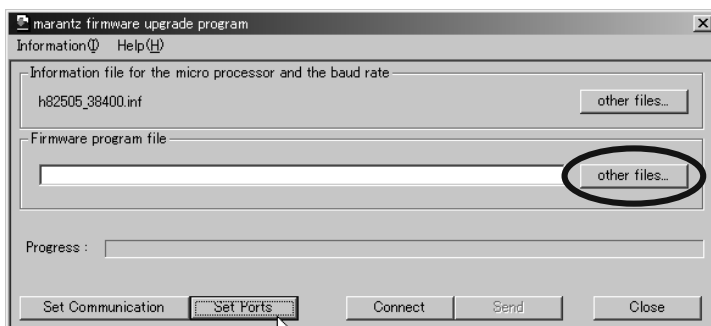 marantz firmware upgrade program
Information(I) Help(H)
Information file for the micro processor and the baud rate
h82505_38400.inf other files...
Firmware program file
other files...
Progress :
Set Communication Set Ports Connect Send Close